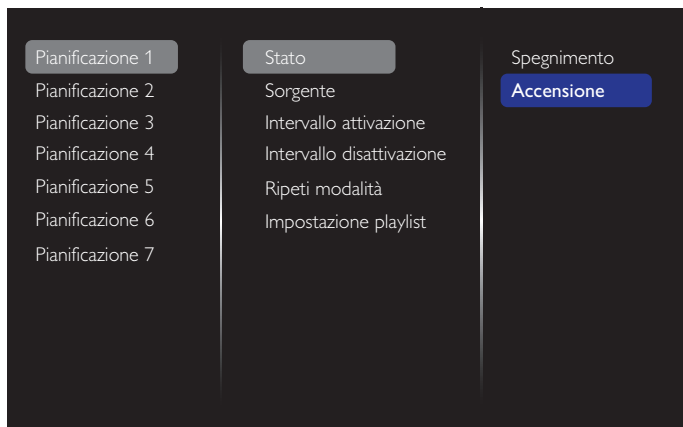 Pianificazione 1
Pianificazione 2
Pianificazione 3
Pianificazione 4
Pianificazione 5
Pianificazione 6
Pianificazione 7
Stato
Sorgente
Intervallo attivazione
Intervallo disattivazione
Ripeti modalità
Impostazione playlist
Spegnimento
Accensione